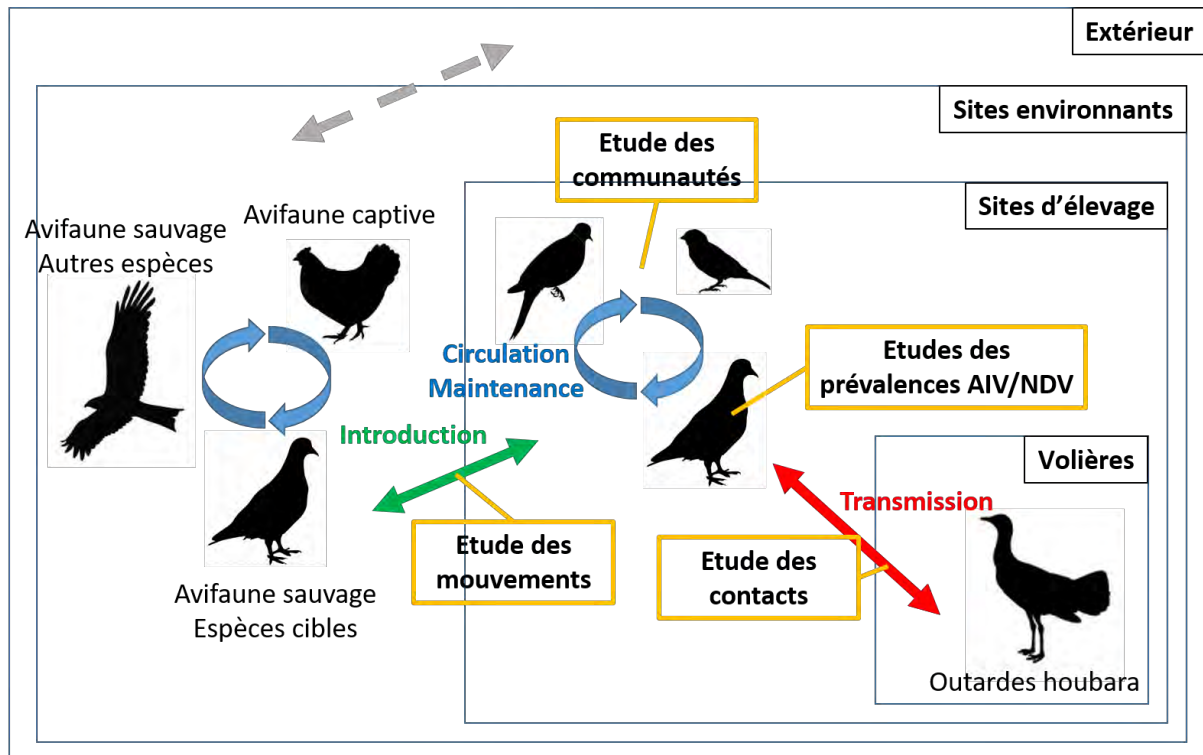 Extérieur
Sites environnants
Etude des
communautés
Sites d'élevage
Avifaune captive
Avifaune sauvage
Autres espèces
Circulation
Maintenance
Etudes des
prévalences AIV/NDV
Introduction
Volières
Transmission
Etude des
mouvements
Etude des
contacts
Avifaune sauvage
Espèces cibles
Outardes houbara